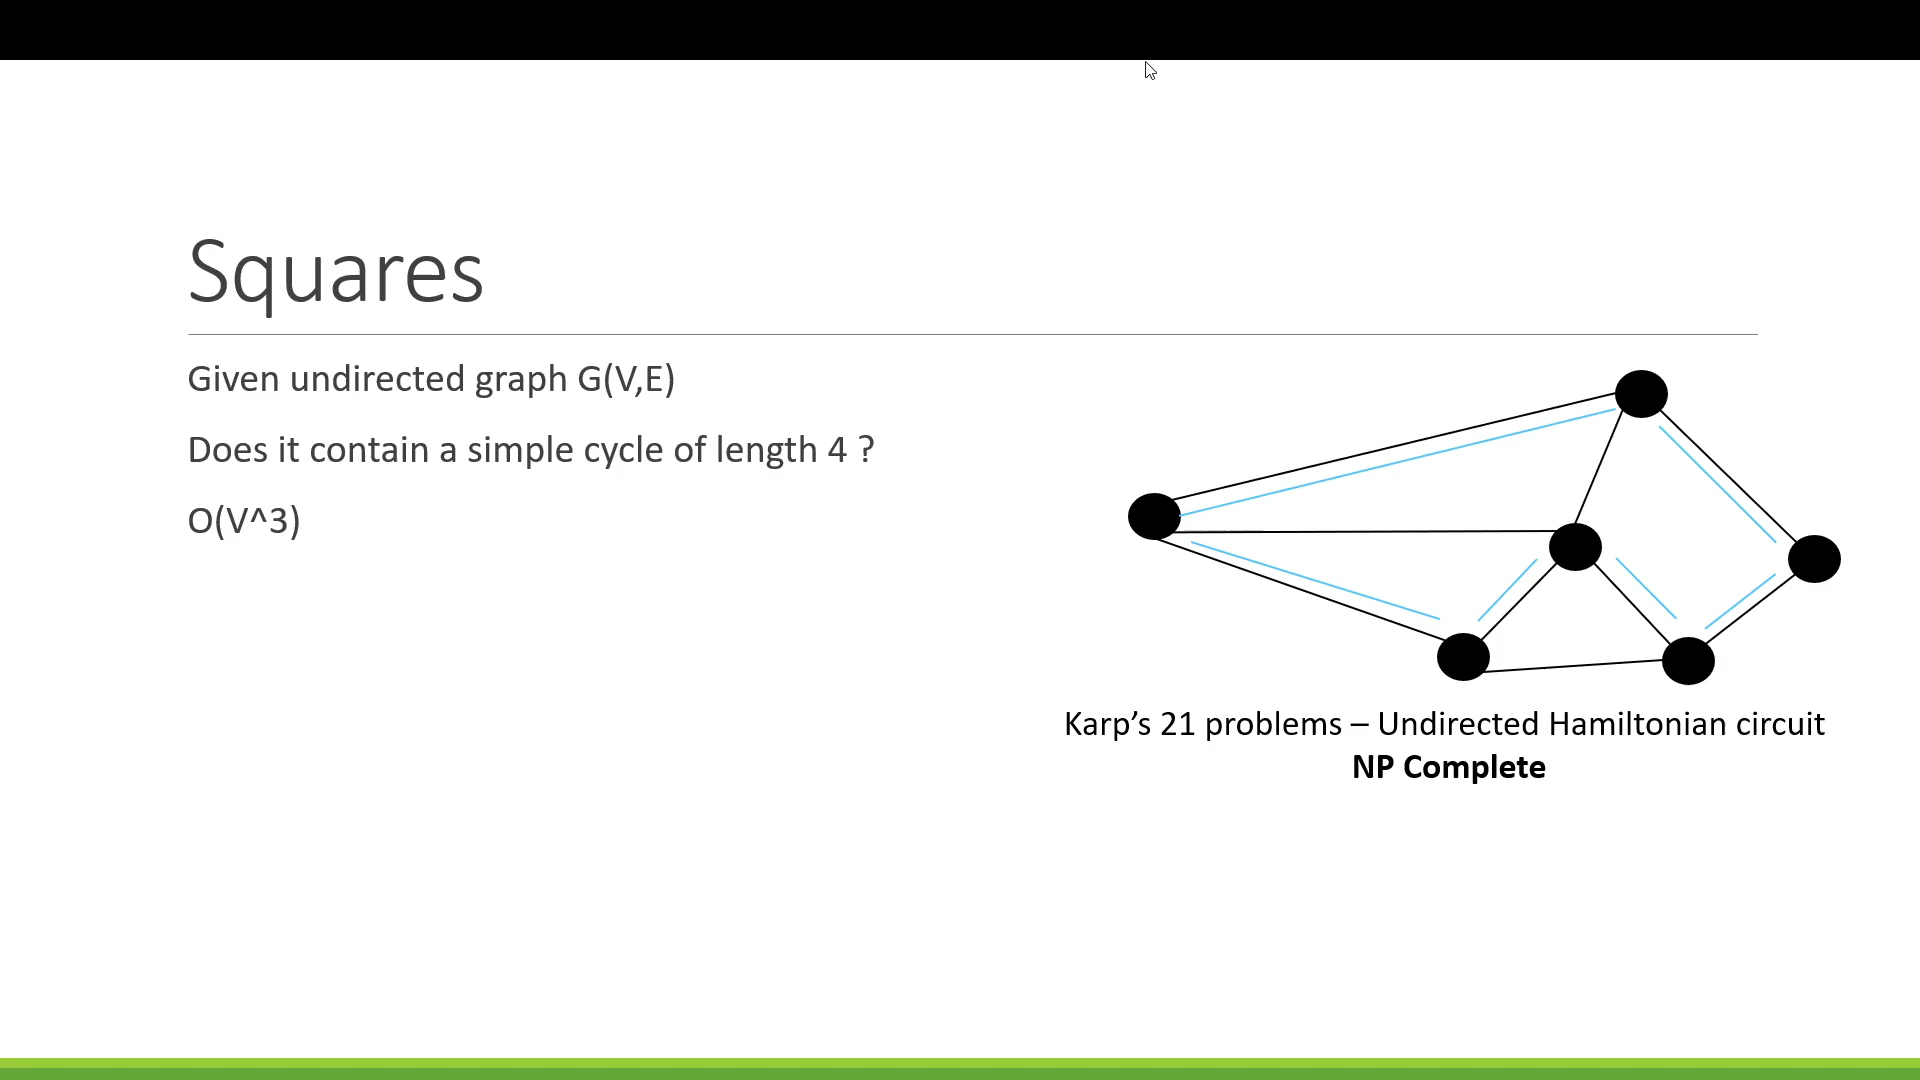 Squares
Given undirected graph G(V,E)
Does it contain a simple cycle of length 4 ?
O(V^3)
Karp’s 21 problems – Undirected Hamiltonian circuit
NP Complete